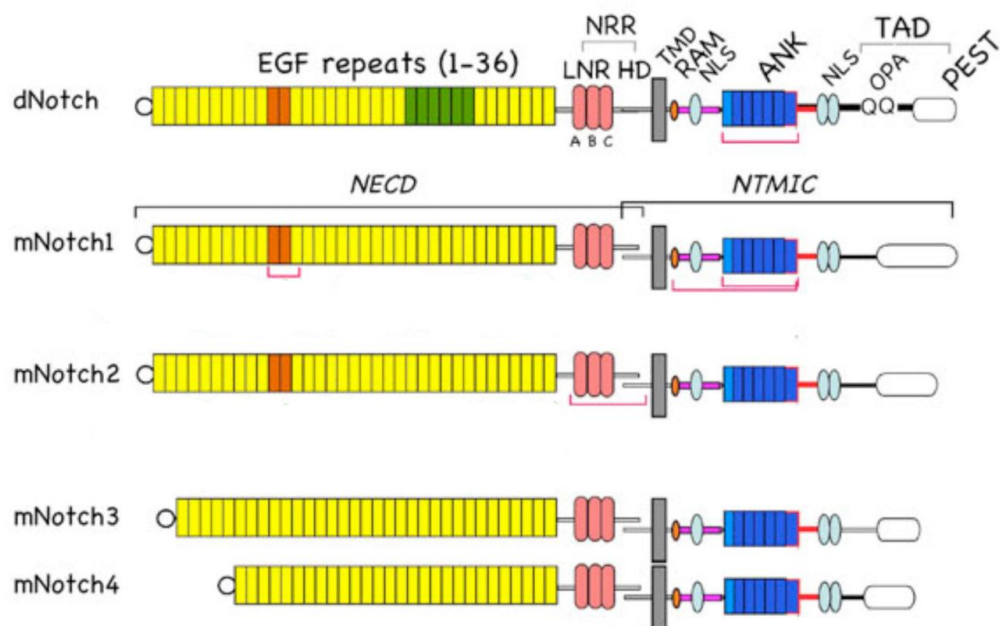 NRR
TAD
EGF repeats (1-36)
LNR HD
TMD
RAM
NLS
ANK
NLS
OPA
PEST
dNotch
Q Q
A B C
NECD
NTMIC
mNotch1
mNotch2
mNotch3
mNotch4